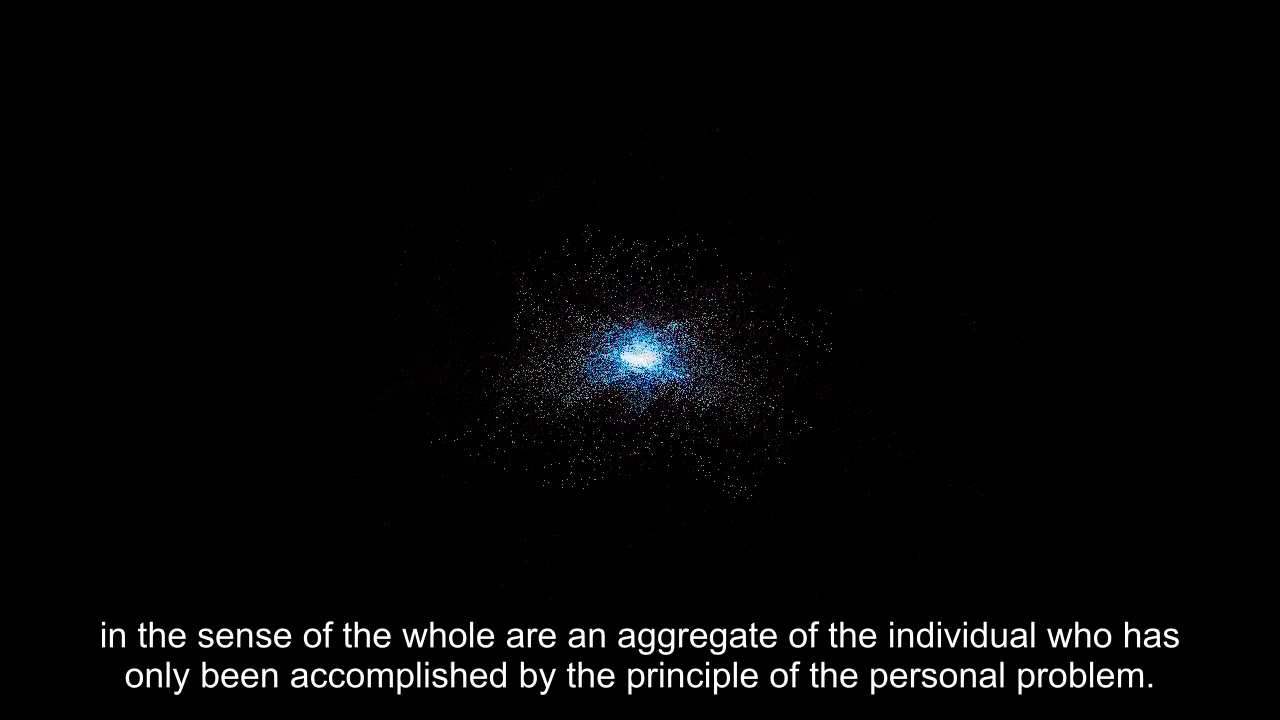 in the sense of the whole are an aggregate of the individual who has
only been accomplished by the principle of the personal problem.